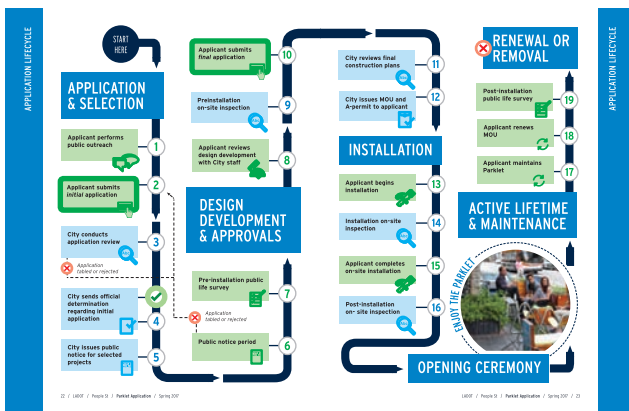 APPLICATION LIFECYCLE
START
HERE
APPLICATION
& SELECTION
Applicant performs
public outreach
1
Applicant submits
initial application
2
City conducts
application review
3
Application
tabled or rejected
City sends official
determination
regarding initial
application
4
City issues public
notice for selected
projects
5
Public notice period
6
Application
tabled or rejected
Pre-installation public
life survey
7
DESIGN
DEVELOPMENT
& APPROVALS
Applicant reviews
design development
with City staff
8
Preinstallation
on-site inspection
9
Applicant submits
final application
10
City reviews final
construction plans
11
City issues MOU and
A-permit to applicant
12
INSTALLATION
Applicant begins
installation
13
Installation on-site
inspection
14
Applicant completes
on-site installation
15
Post-installation
on- site inspection
16
OPENING CEREMONY
ENJOY THE PARKLET
ACTIVE LIFETIME
& MAINTENANCE
Applicant maintains
Parklet
17
Applicant renews
MOU
18
Post-installation
public life survey
19
RENEWAL OR
REMOVAL
APPLICATION LIFECYCLE
22 / LADOT / People St / Parklet Application / Spring 2017
LADOT / People St / Parklet Application / Spring 2017 / 23